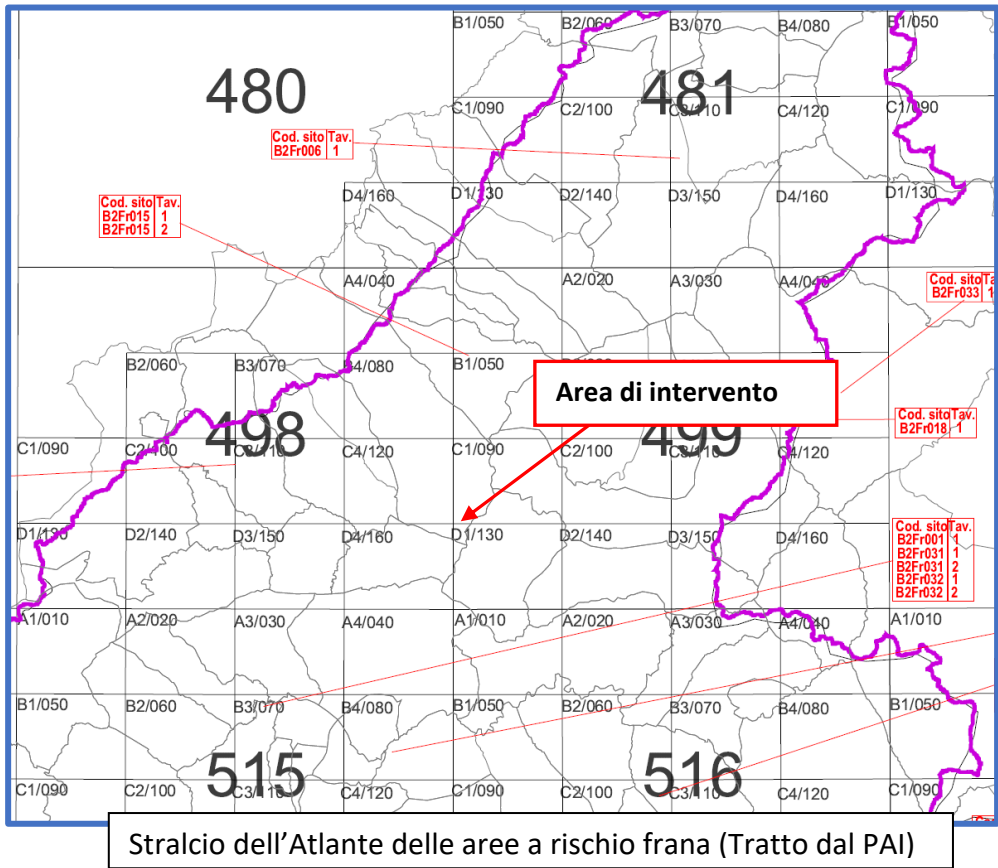 B1/050 B2/060 B3/070 B4/080 B1/050
480 481
C1/090 C2/100 C3/110 C4/120 C1/090
Cod. sito Tav.
B2Fr006 1
D4/160 D1/130 D2/140 D3/150 D4/160 D1/130
Cod. sito Tav.
B2Fr015 1
B2Fr015 2
A4/040 A2/020 A3/030 A4/040
Cod. sito
B2Fr033 1
B2/060 B3/070 B4/080 B1/050
Area di intervento
Cod. sito Tav.
B2Fr018 1
498 499
C1/090 C2/100 C3/110 C4/120 C1/090 C2/100 C3/110 C4/120
D1/130 D2/140 D3/150 D4/160 D1/130 D2/140 D3/150 D4/160
Cod. sito Tav.
B2Fr001 1
B2Fr031 1
B2Fr031 2
B2Fr032 1
B2Fr032 2
A1/010 A2/020 A3/030 A4/040 A1/010 A2/020 A3/030 A4/040 A1/010
B1/050 B2/060 B3/070 B4/080 B1/050 B2/060 B3/070 B4/080 B1/050
515 516
C1/090 C2/100 C3/110 C4/120 C1/090 C2/100 C3/110 C4/120 C1/090
Stralcio dell’Atlante delle aree a rischio frana (Tratto dal PAI)